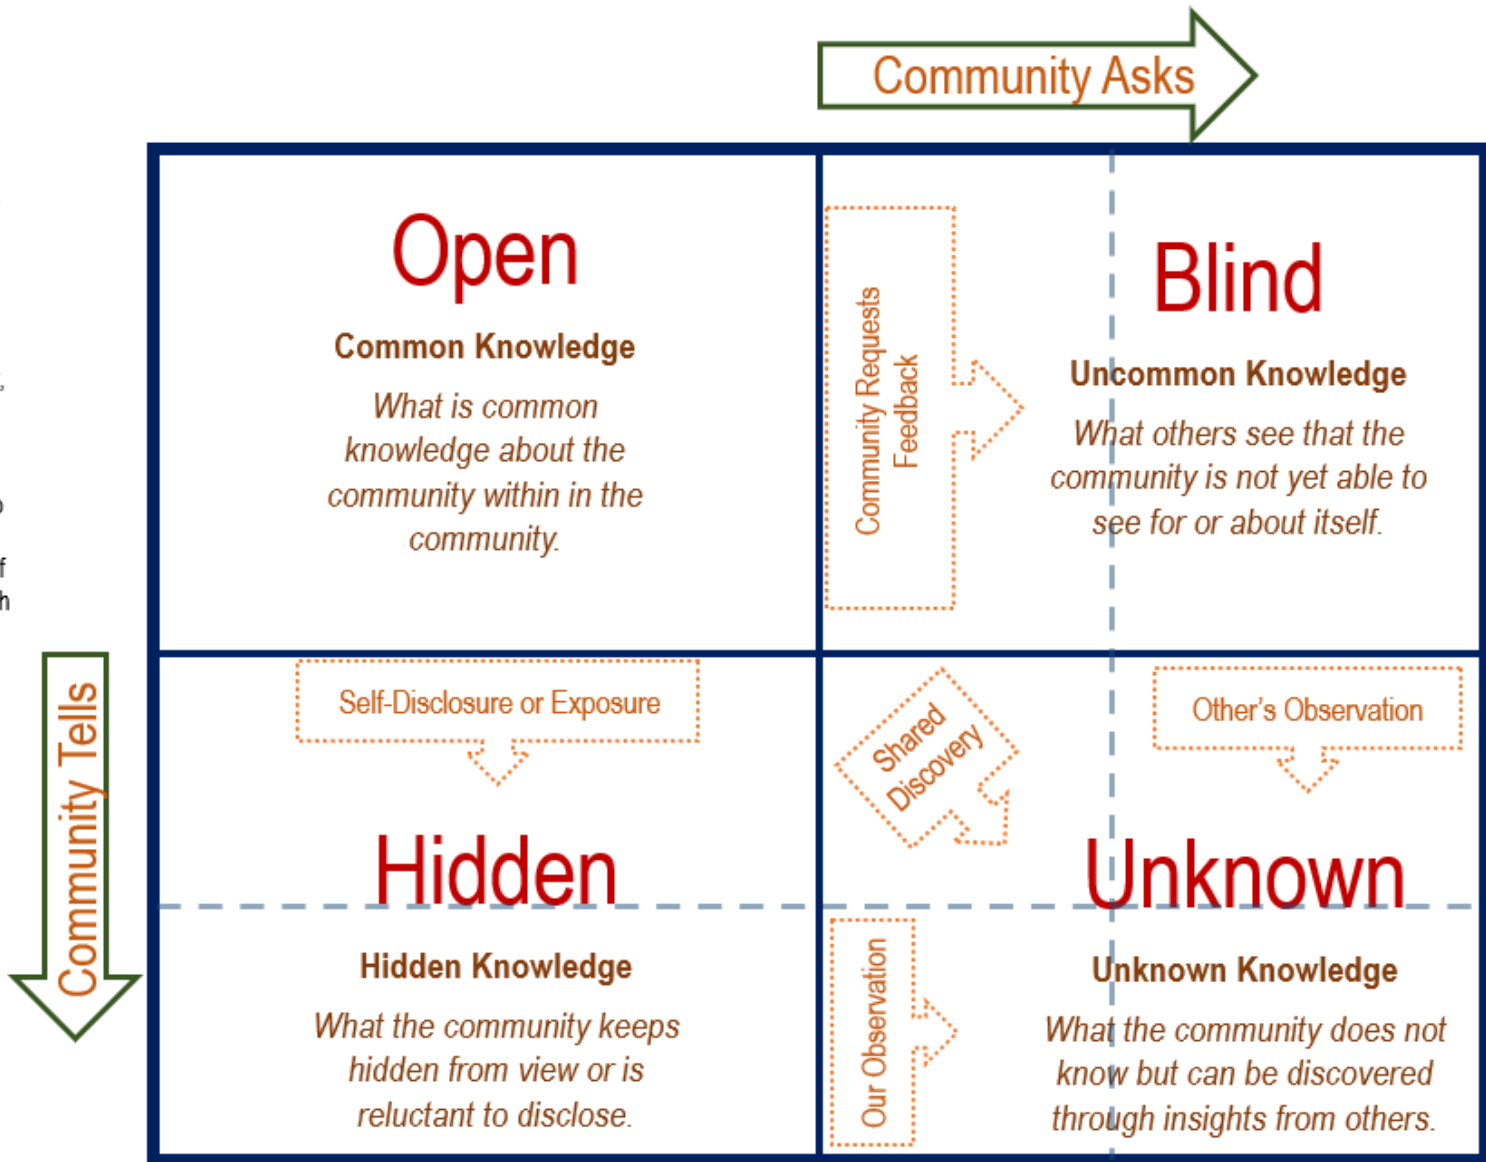 Community Asks
Open
Common Knowledge
What is common
knowledge about the
community within in the
community.
Community Requests
Feedback
Blind
Uncommon Knowledge
What others see that the
community is not yet able to
see for or about itself.
Community Tells
Self-Disclosure or Exposure
Hidden
Hidden Knowledge
What the community keeps
hidden from view or is
reluctant to disclose.
Shared
Discovery
Other's Observation
Unknown
Our Observation
Unknown Knowledge
What the community does not
know but can be discovered
through insights from others.